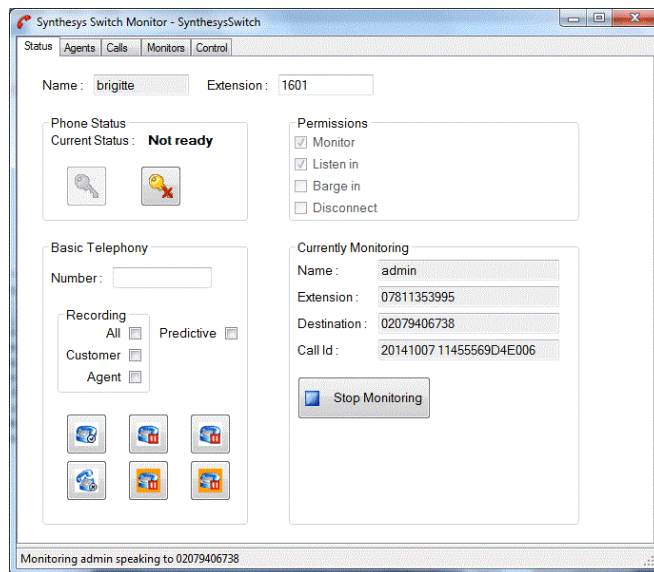 Synthesys Switch Monitor - SynthesysSwitch
Status Agents Calls Monitors Control
Name : brigitte Extension : 1601
Phone Status
Current Status : Not ready
Permissions
Monitor
Listen in
Barge in
Disconnect
Basic Telephony
Number :
Recording
All Predictive
Customer
Agent
Currently Monitoring
Name : admin
Extension : 07811353995
Destination : 02079406738
Call Id : 20141007 11455569D4E006
Stop Monitoring
Monitoring admin speaking to 02079406738